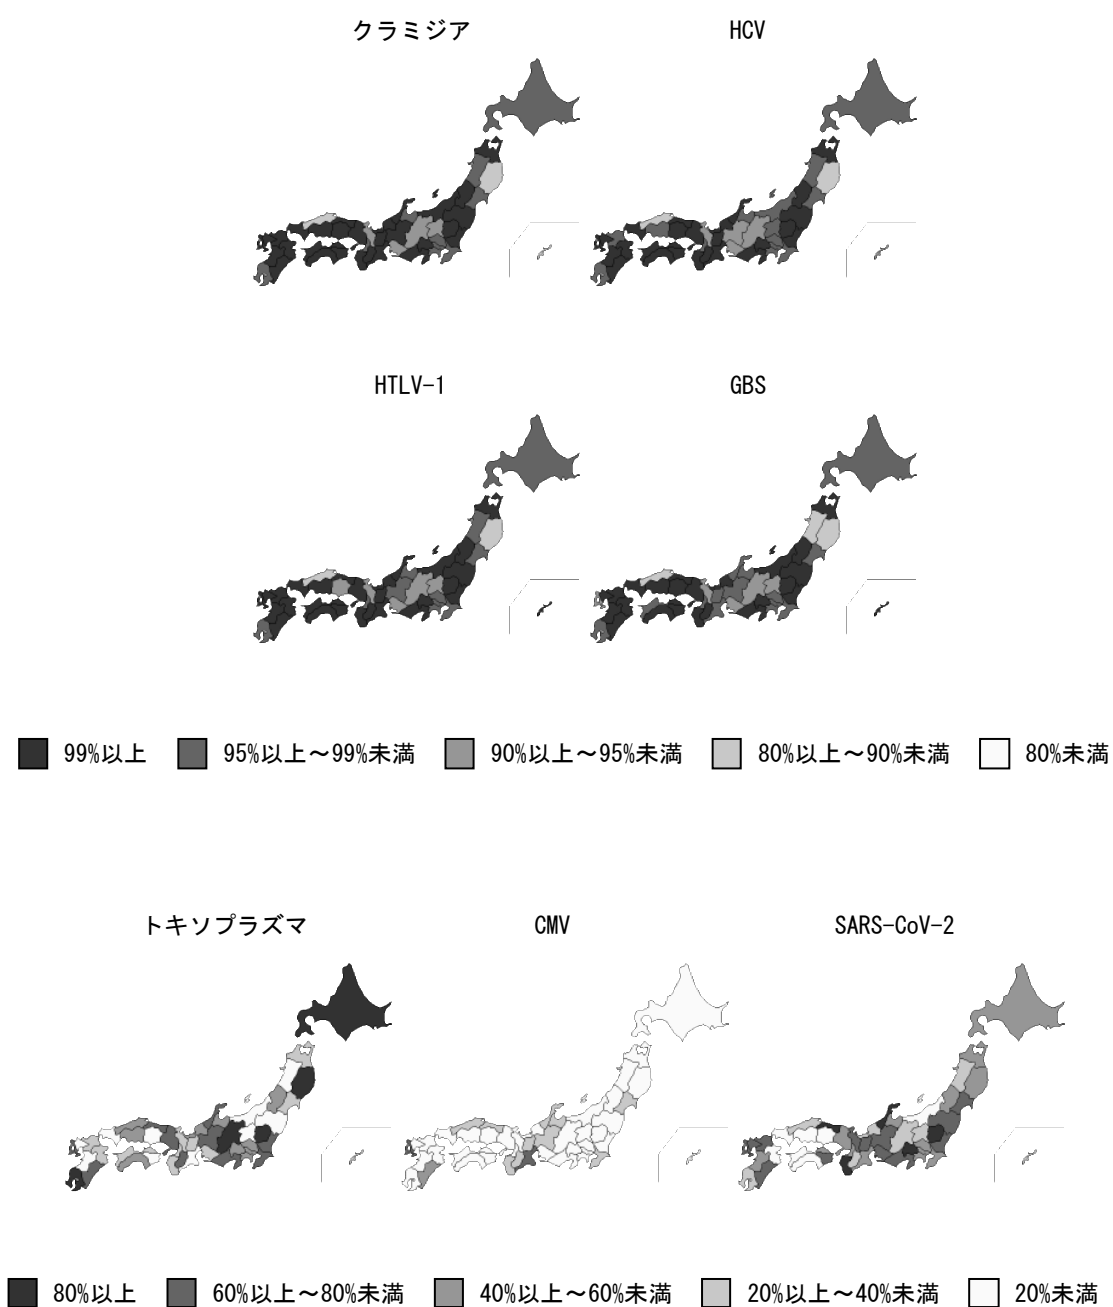 クラミジア HCV
HTLV-1 GBS
99%以上 95%以上～99%未満 90%以上～95%未満 80%以上～90%未満 80%未満
トキソプラズマ CMV SARS-CoV-2
80%以上 60%以上～80%未満 40%以上～60%未満 20%以上～40%未満 20%未満